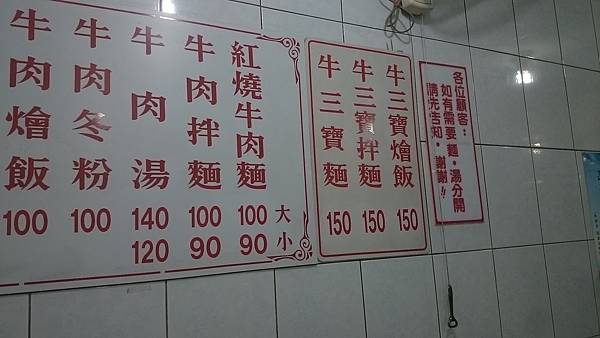 紅燒牛肉麵 100 大 90 小
牛肉拌麵 100 90
牛肉湯 140 120
牛肉冬粉 100
牛肉燴飯 100
牛三寶燴飯 150
牛三寶拌麵 150
牛三寶麵 150
各位顧客：
如有需要麵、湯分開
請先告知，謝謝!!